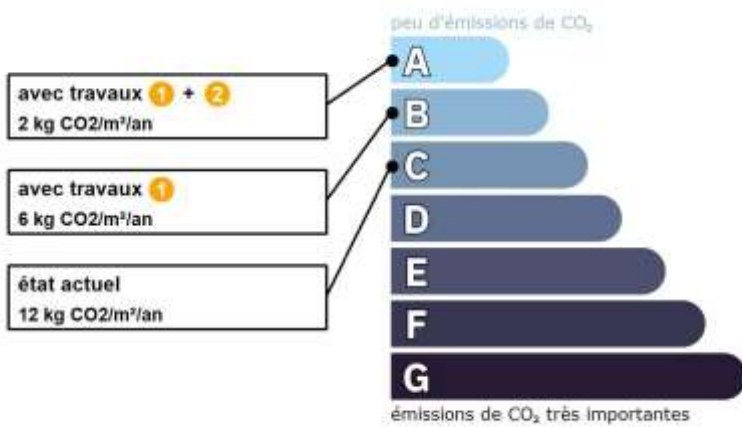 peu d'émissions de CO₂
A
avec travaux 1 + 2
2 kg CO2/m²/an
B
C
avec travaux 1
6 kg CO2/m²/an
D
E
état actuel
12 kg CO2/m²/an
F
G
émissions de CO₂ très importantes